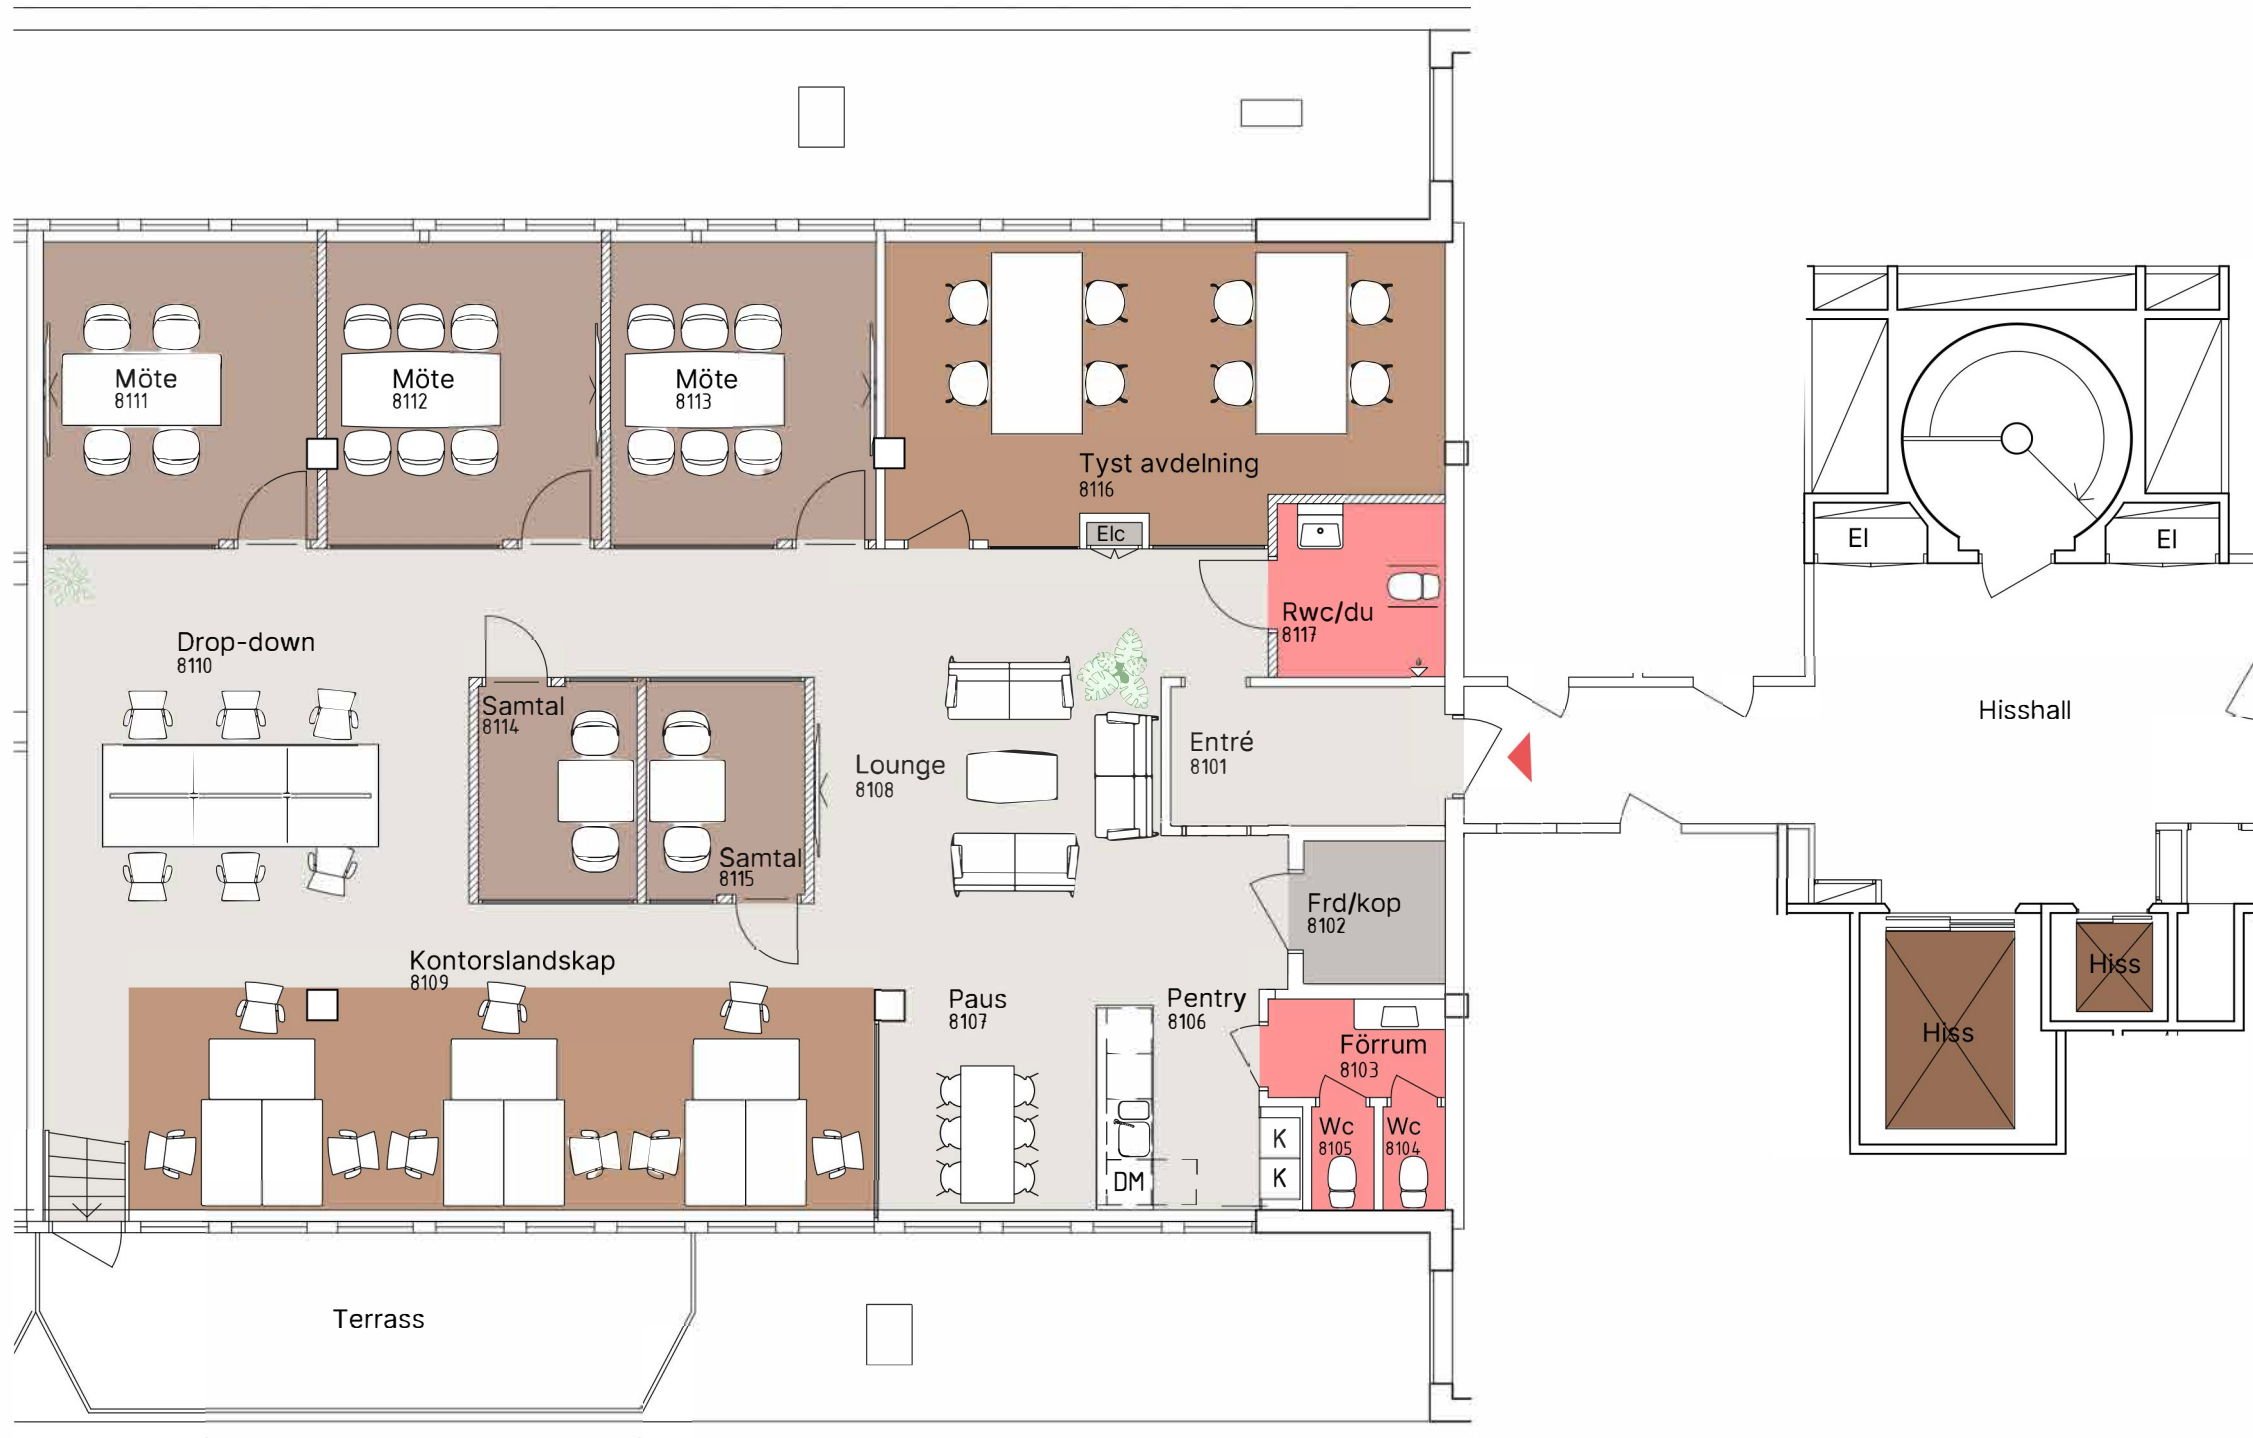 Möte
8111
Möte
8112
Möte
8113
Tyst avdelning
8116
Elc
El
El
Rwc/du
8117
Drop-down
8110
Samtal
8114
Hisshall
Entré
8101
Lounge
8108
Samtal
8115
Frd/kop
8102
Kontorslandskap
8109
Hiss
Paus
8107
Pentry
8106
Hiss
Förrum
8103
Wc
8105
Wc
8104
K
K
DM
Terrass